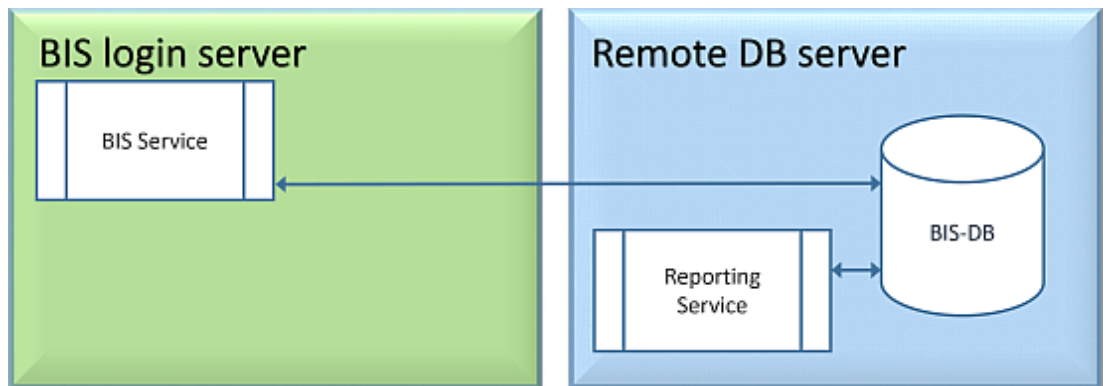 BIS login server
BIS Service
Remote DB server
BIS-DB
Reporting
Service